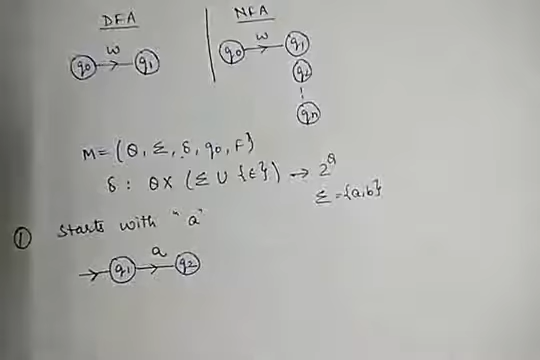 DFA
NFA
q0 w q1
q0 w q1
q2
qn
M = {Q, Σ, δ, q0, F}
δ : Q X (Σ ∪ {ε}) → 2^Q
Σ = {a,b}
① Starts with "a"
q1 a q2